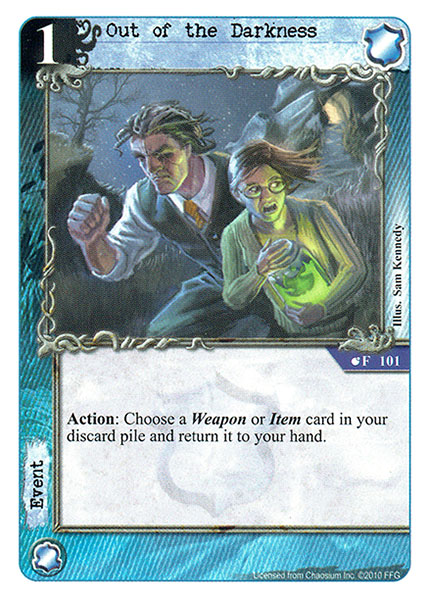 1
Out of the Darkness
Illus. Sam Kennedy
F 101
Action: Choose a Weapon or Item card in your
discard pile and return it to your hand.
Event
Licensed from Chaosium Inc. ©2010 FFG